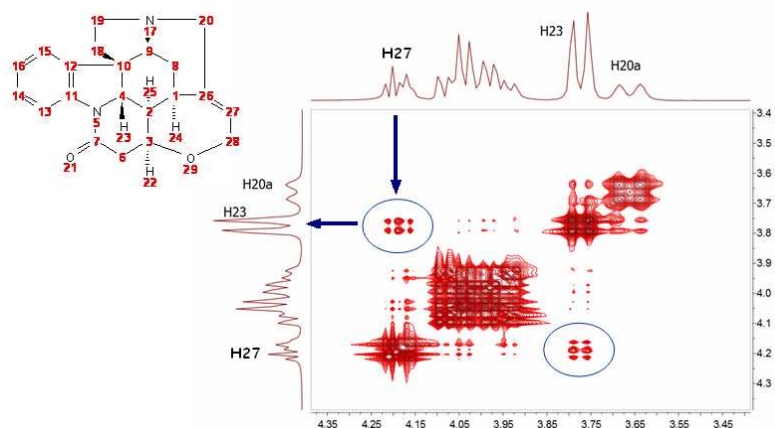 19 N 20
17
18 9 8
15
16 12 10 H
25 1 26
14 11 4 2 27
13 N
5 H H
7 23 3 24 28
O 6 O
21 H 29
22
H27
H23
H20a
3.4
3.5
3.6
3.7
3.8
3.9
4.0
4.1
4.2
4.3
H20a
H23
H27
4.35 4.25 4.15 4.05 3.95 3.85 3.75 3.65 3.55 3.45